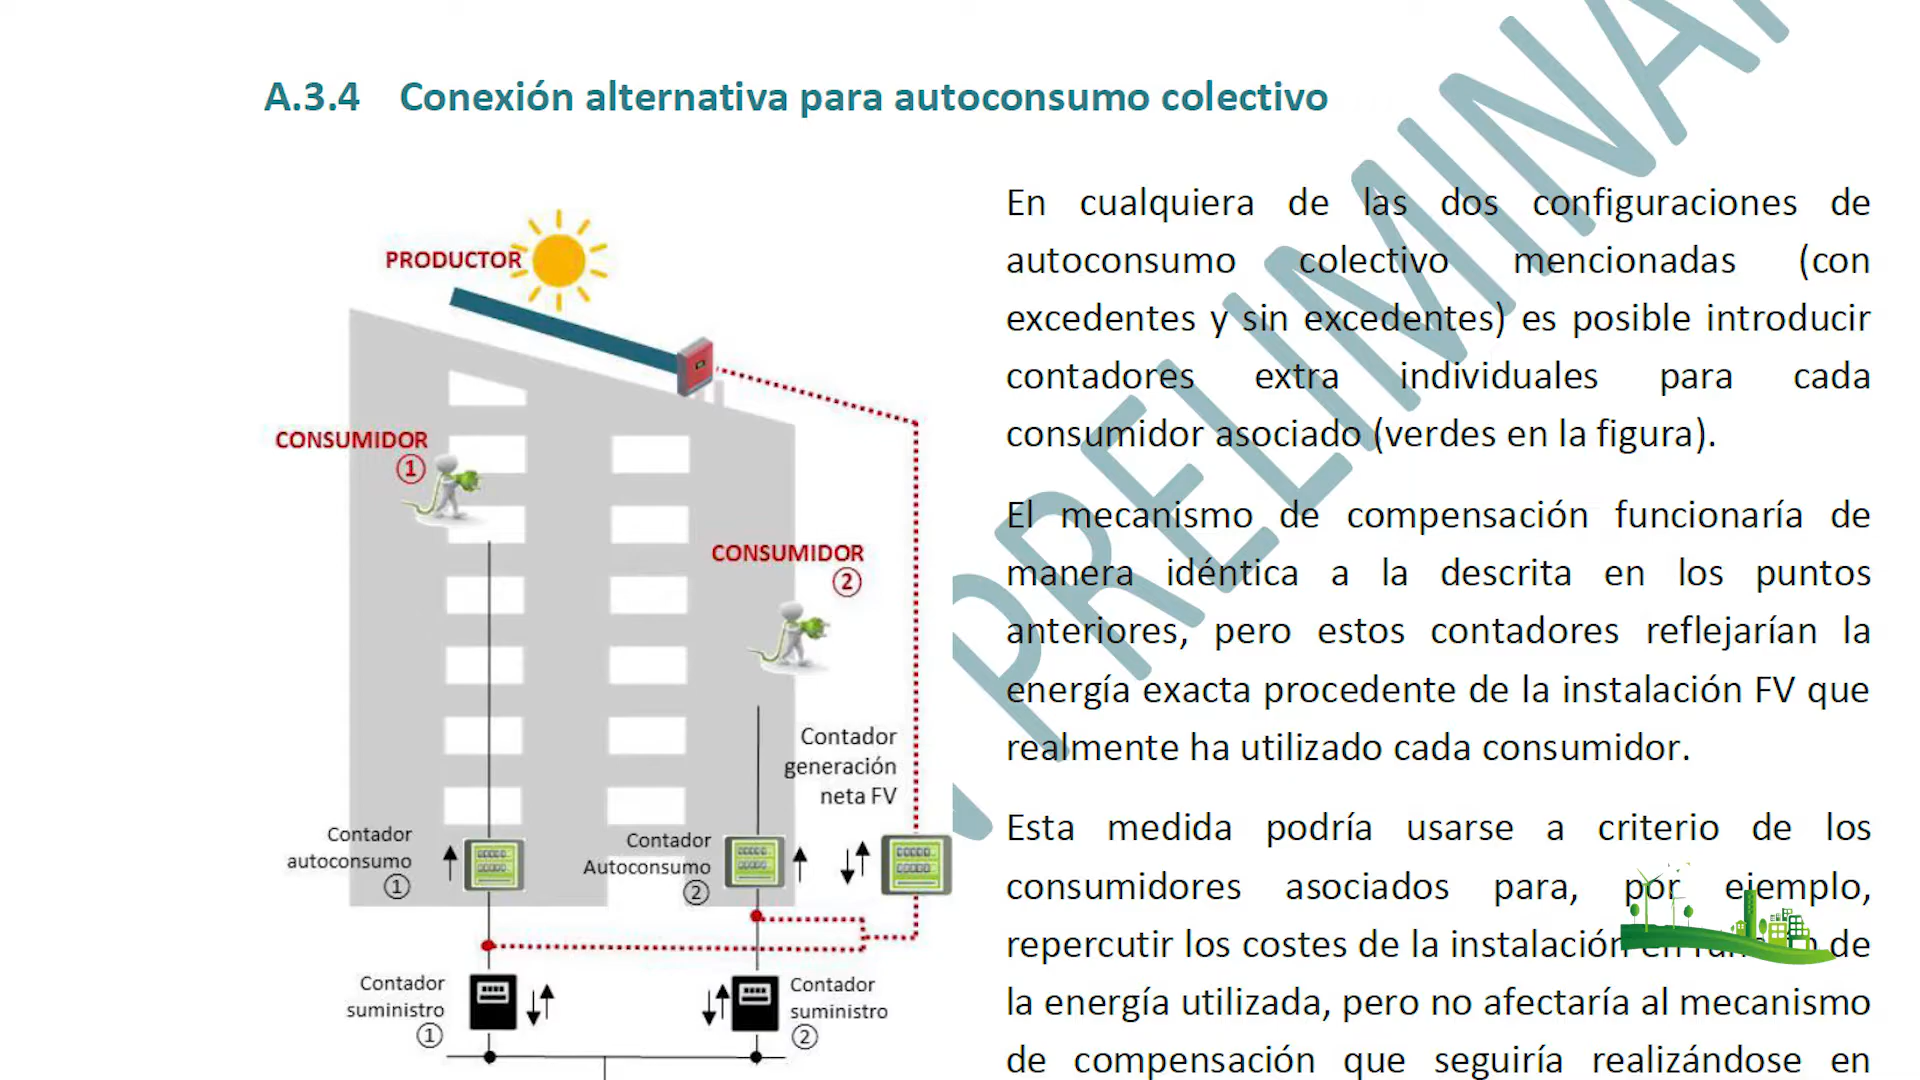 A.3.4 Conexión alternativa para autoconsumo colectivo
PRODUCTOR
CONSUMIDOR
1
CONSUMIDOR
2
Contador
generación
neta FV
Contador
autoconsumo
1
Contador
Autoconsumo
2
Contador
suministro
1
Contador
suministro
2
En cualquiera de las dos configuraciones de
autoconsumo colectivo mencionadas (con
excedentes y sin excedentes) es posible introducir
contadores extra individuales para cada
consumidor asociado (verdes en la figura).
El mecanismo de compensación funcionaría de
manera idéntica a la descrita en los puntos
anteriores, pero estos contadores reflejarían la
energía exacta procedente de la instalación FV que
realmente ha utilizado cada consumidor.
Esta medida podría usarse a criterio de los
consumidores asociados para, por ejemplo,
repercutir los costes de la instalación en de
la energía utilizada, pero no afectaría al mecanismo
de compensación que seguiría realizándose en
PRELIMINA